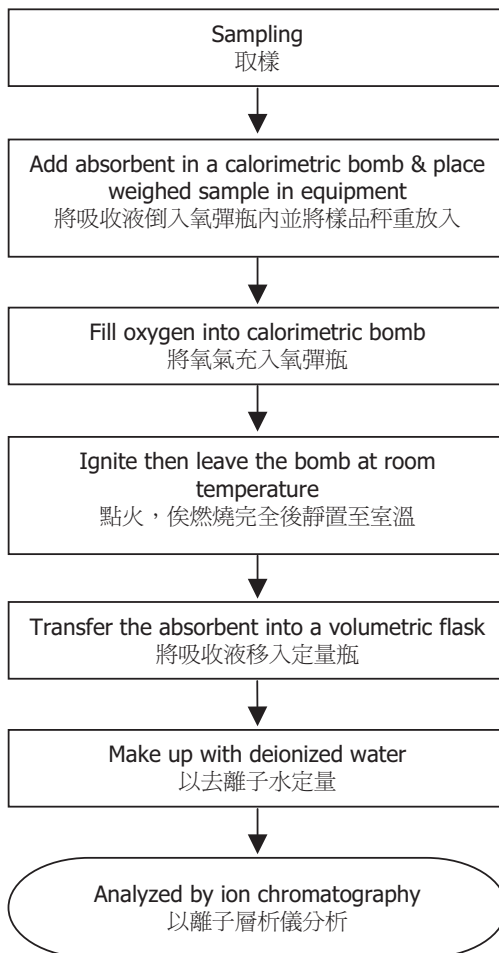 Sampling
取樣
Add absorbent in a calorimetric bomb & place
weighed sample in equipment
將吸收液倒入氧彈瓶內並將樣品秤重放入
Fill oxygen into calorimetric bomb
將氧氣充入氧彈瓶
Ignite then leave the bomb at room
temperature
點火，俟燃燒完全後靜置至室溫
Transfer the absorbent into a volumetric flask
將吸收液移入定量瓶
Make up with deionized water
以去離子水定量
Analyzed by ion chromatography
以離子層析儀分析